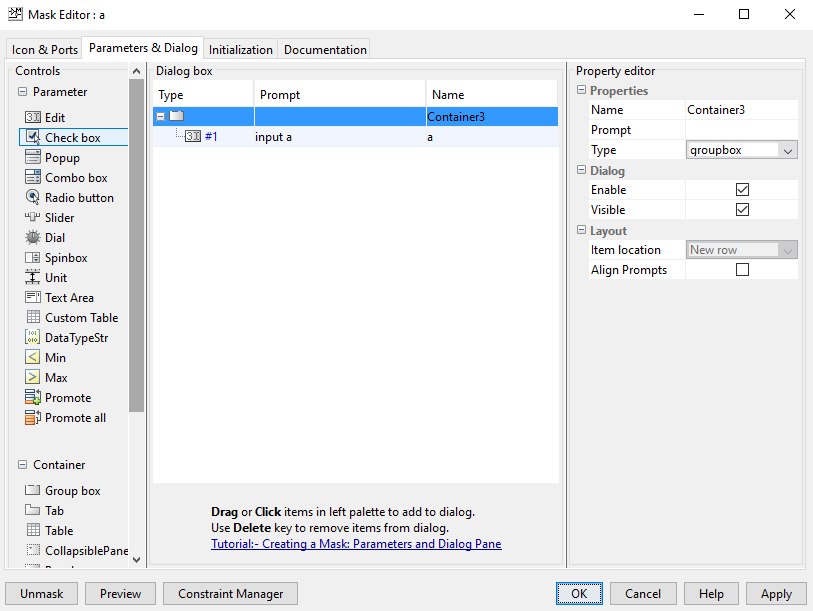 Mask Editor : a
Icon & Ports
Parameters & Dialog
Initialization
Documentation
Controls
Parameter
Edit
Check box
Popup
Combo box
Radio button
Slider
Dial
Spinbox
Unit
Text Area
Custom Table
DataTypeStr
Min
Max
Promote
Promote all
Container
Group box
Tab
Table
CollapsiblePane
Dialog box
Type Prompt Name
Container3
#1 input a a
Drag or Click items in left palette to add to dialog.
Use Delete key to remove items from dialog.
Tutorial:- Creating a Mask: Parameters and Dialog Pane
Property editor
Properties
Name Container3
Prompt
Type groupbox
Dialog
Enable
Visible
Layout
Item location New row
Align Prompts
Unmask
Preview
Constraint Manager
OK
Cancel
Help
Apply